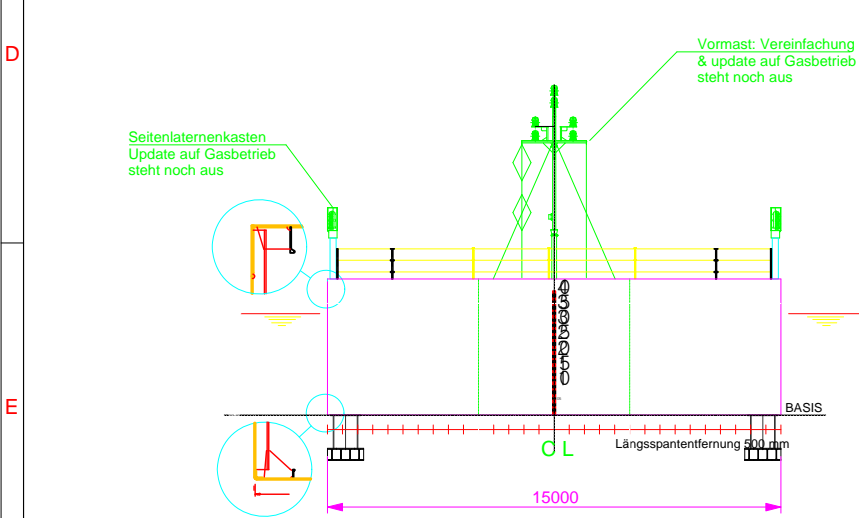 D
Vormast: Vereinfachung
& update auf Gasbetrieb
steht noch aus
Seitenlaternenkasten
Update auf Gasbetrieb
steht noch aus
E
BASIS
Längsspantentfernung 500 mm
C L
15000